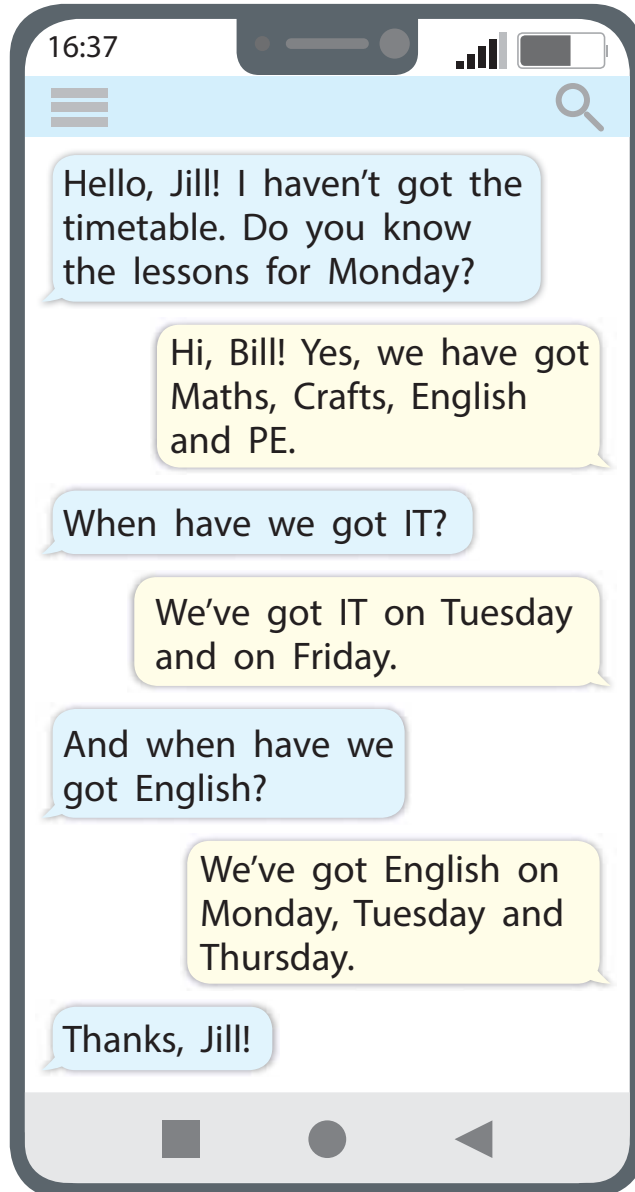 16:37
Hello, Jill! I haven't got the
timetable. Do you know
the lessons for Monday?
Hi, Bill! Yes, we have got
Maths, Crafts, English
and PE.
When have we got IT?
We've got IT on Tuesday
and on Friday.
And when have we
got English?
We've got English on
Monday, Tuesday and
Thursday.
Thanks, Jill!